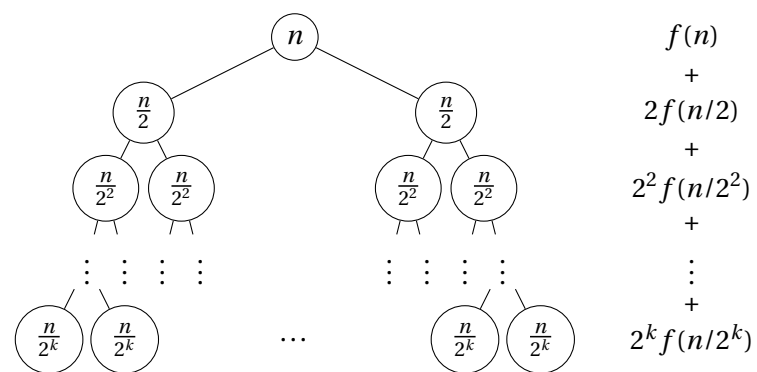 n f(n)
+
n/2 n/2 2f(n/2)
+
n/2² n/2² n/2² n/2² 2²f(n/2²)
+
⋮ ⋮ ⋮ ⋮ ⋮ ⋮ ⋮ ⋮ ⋮
+
n/2ᵏ n/2ᵏ ... n/2ᵏ n/2ᵏ 2ᵏf(n/2ᵏ)